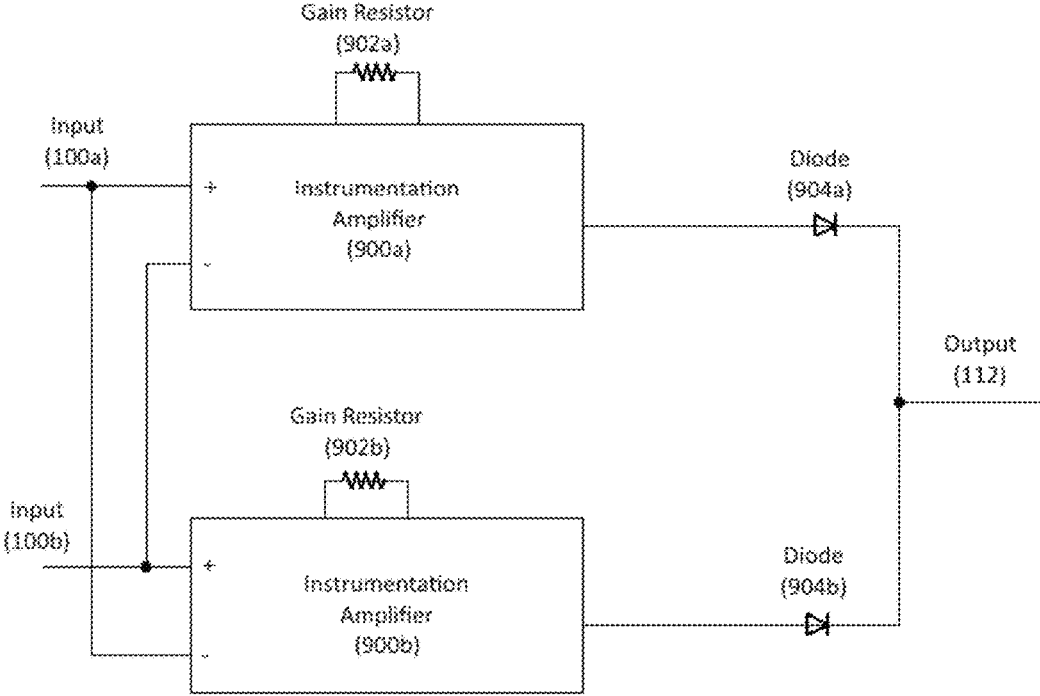 Gain Resistor
(902a)
Input
(100a)
+
Instrumentation
Amplifier
(900a)
-
Diode
(904a)
Output
(112)
Gain Resistor
(902b)
Input
(100b)
+
Instrumentation
Amplifier
(900b)
-
Diode
(904b)